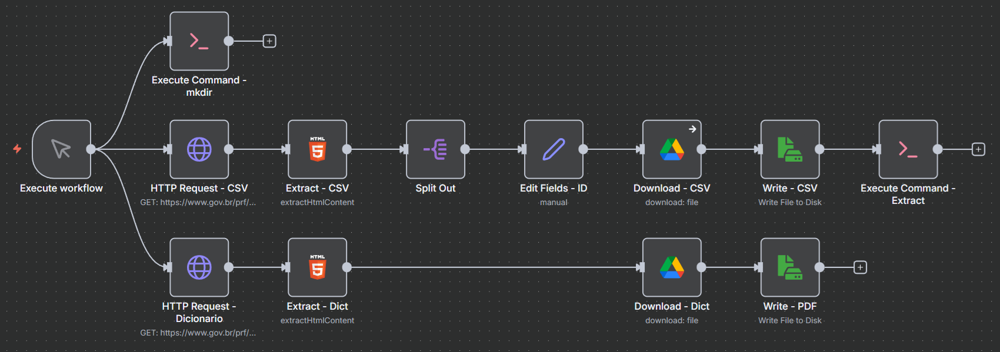 Execute Command -
mkdir
Execute workflow
HTTP Request - CSV
GET: https://www.gov.br/prf/...
HTML
5
Extract - CSV
extractHtmlContent
Split Out
Edit Fields - ID
manual
Download - CSV
download: file
Write - CSV
Write File to Disk
Execute Command -
Extract
HTTP Request -
Dicionario
GET: https://www.gov.br/prf/...
HTML
5
Extract - Dict
extractHtmlContent
Download - Dict
download: file
Write - PDF
Write File to Disk